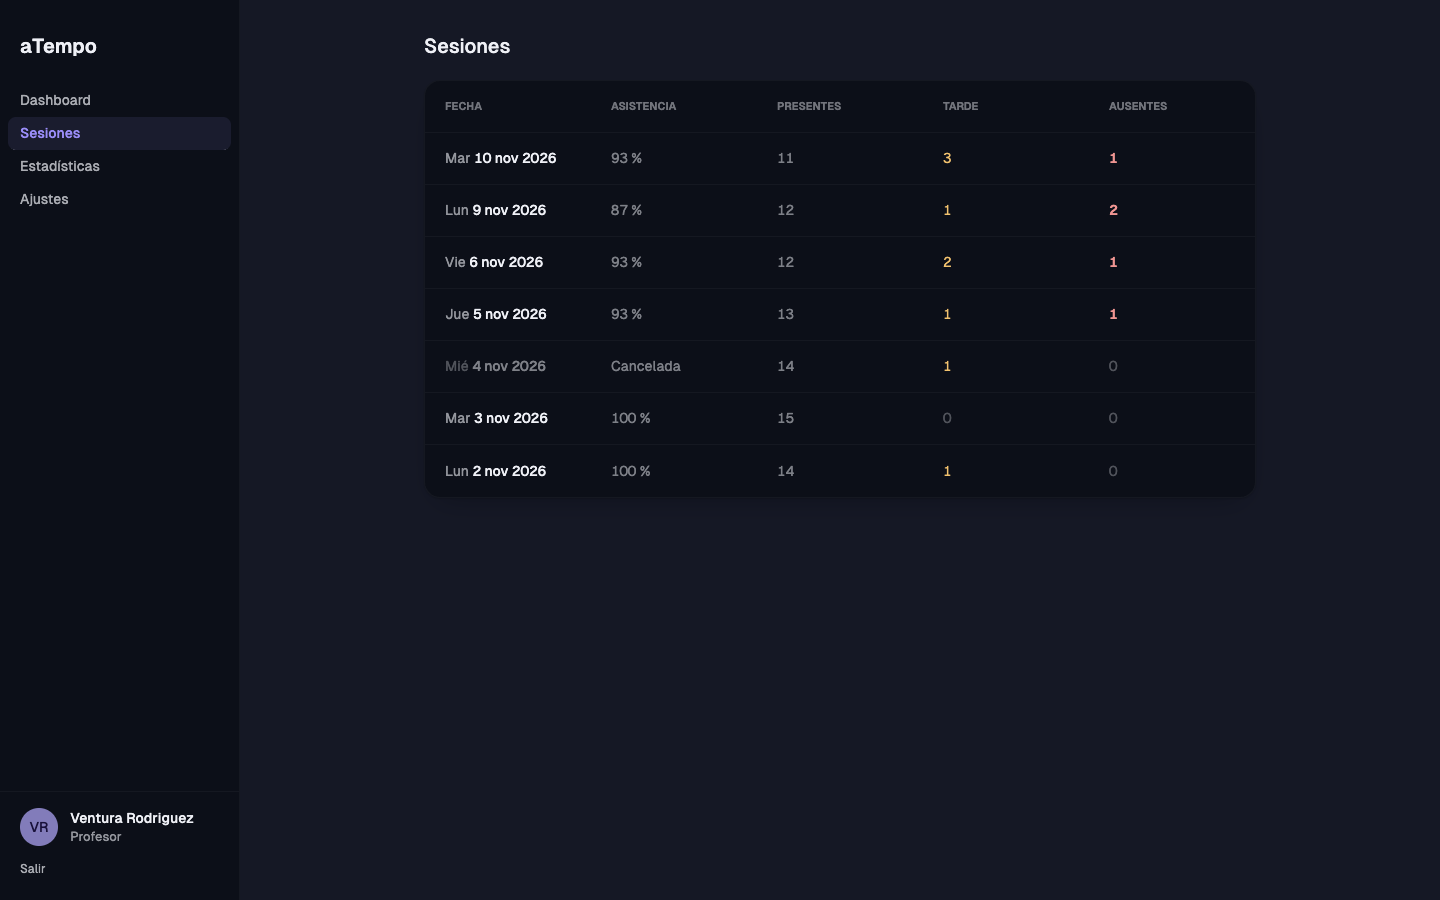 aTempo
Dashboard
Sesiones
Estadísticas
Ajustes
Ventura Rodriguez
VR
Profesor
Salir
Sesiones
FECHA ASISTENCIA PRESENTES TARDE AUSENTES
Mar 10 nov 2026 93 % 11 3 1
Lun 9 nov 2026 87 % 12 1 2
Vie 6 nov 2026 93 % 12 2 1
Jue 5 nov 2026 93 % 13 1 1
Mié 4 nov 2026 Cancelada 14 1 0
Mar 3 nov 2026 100 % 15 0 0
Lun 2 nov 2026 100 % 14 1 0